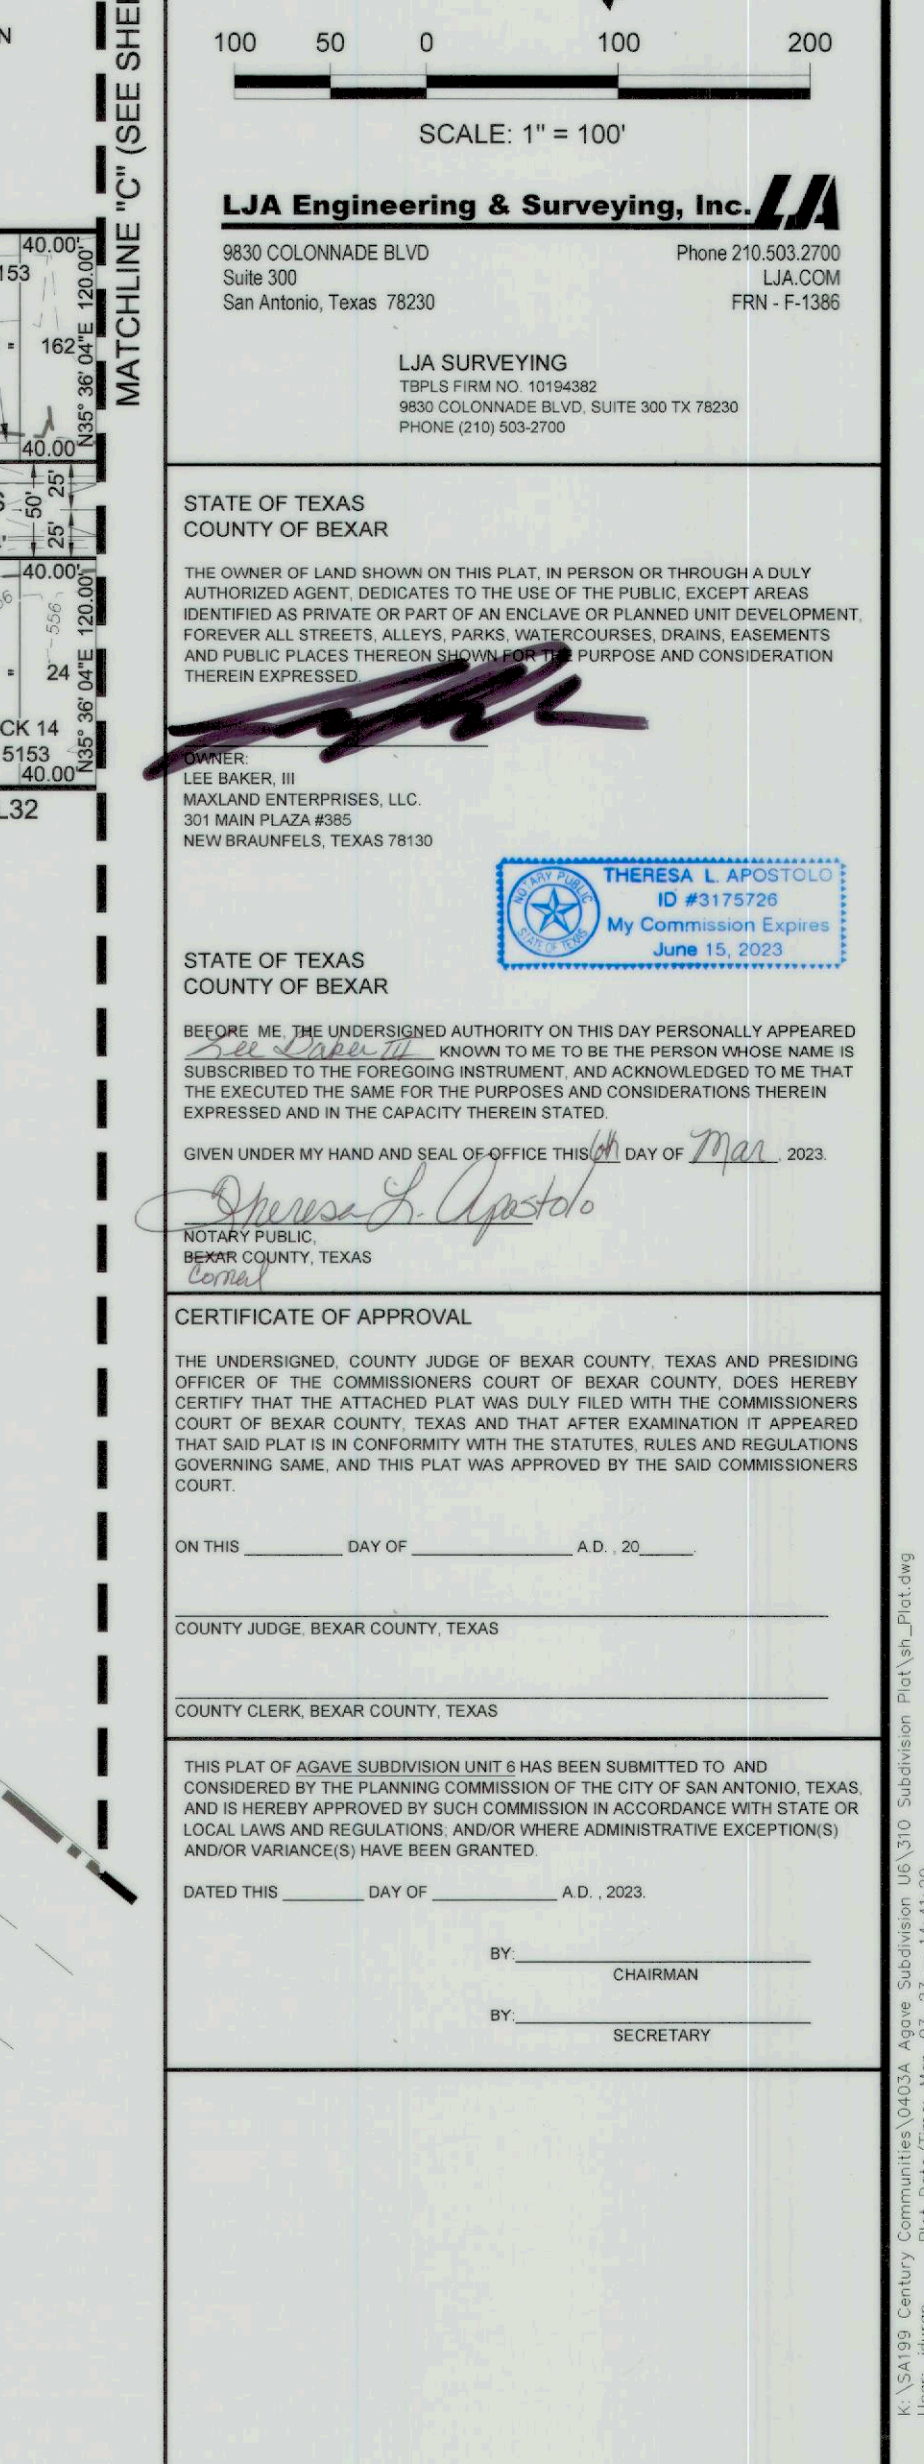 N
MATCHLINE "C" (SEE SHE
100 50 0 100 200
SCALE: 1" = 100'
LJA Engineering & Surveying, Inc. LJA
9830 COLONNADE BLVD
Suite 300
San Antonio, Texas 78230
Phone 210.503.2700
LJA.COM
FRN - F-1386
LJA SURVEYING
TBPLS FIRM NO. 10194382
9830 COLONNADE BLVD, SUITE 300 TX 78230
PHONE (210) 503-2700
40.00'
153
162
N35° 36' 04"E 120.00'
40.00'
50'
25'
25'
40.00'
556
24
N35° 36' 04"E 120.00'
CK 14
5153
40.00'
L32
STATE OF TEXAS
COUNTY OF BEXAR
THE OWNER OF LAND SHOWN ON THIS PLAT, IN PERSON OR THROUGH A DULY
AUTHORIZED AGENT, DEDICATES TO THE USE OF THE PUBLIC, EXCEPT AREAS
IDENTIFIED AS PRIVATE OR PART OF AN ENCLAVE OR PLANNED UNIT DEVELOPMENT,
FOREVER ALL STREETS, ALLEYS, PARKS, WATERCOURSES, DRAINS, EASEMENTS
AND PUBLIC PLACES THEREON SHOWN FOR THE PURPOSE AND CONSIDERATION
THEREIN EXPRESSED.
OWNER:
LEE BAKER, III
MAXLAND ENTERPRISES, LLC.
301 MAIN PLAZA #385
NEW BRAUNFELS, TEXAS 78130
NOTARY PUBLIC
STATE OF TEXAS
THERESA L. APOSTOLO
ID #3175726
My Commission Expires
June 15, 2023
STATE OF TEXAS
COUNTY OF BEXAR
BEFORE ME, THE UNDERSIGNED AUTHORITY ON THIS DAY PERSONALLY APPEARED
Lee Baker III KNOWN TO ME TO BE THE PERSON WHOSE NAME IS
SUBSCRIBED TO THE FOREGOING INSTRUMENT, AND ACKNOWLEDGED TO ME THAT
THE EXECUTED THE SAME FOR THE PURPOSES AND CONSIDERATIONS THEREIN
EXPRESSED AND IN THE CAPACITY THEREIN STATED.
GIVEN UNDER MY HAND AND SEAL OF OFFICE THIS 6th DAY OF Mar, 2023.
Theresa L. Apostolo
NOTARY PUBLIC,
BEXAR COUNTY, TEXAS
Comal
CERTIFICATE OF APPROVAL
THE UNDERSIGNED, COUNTY JUDGE OF BEXAR COUNTY, TEXAS AND PRESIDING
OFFICER OF THE COMMISSIONERS COURT OF BEXAR COUNTY, DOES HEREBY
CERTIFY THAT THE ATTACHED PLAT WAS DULY FILED WITH THE COMMISSIONERS
COURT OF BEXAR COUNTY, TEXAS AND THAT AFTER EXAMINATION IT APPEARED
THAT SAID PLAT IS IN CONFORMITY WITH THE STATUTES, RULES AND REGULATIONS
GOVERNING SAME, AND THIS PLAT WAS APPROVED BY THE SAID COMMISSIONERS
COURT.
ON THIS ________ DAY OF ________ A.D. , 20____.
COUNTY JUDGE, BEXAR COUNTY, TEXAS
COUNTY CLERK, BEXAR COUNTY, TEXAS
THIS PLAT OF AGAVE SUBDIVISION UNIT 6 HAS BEEN SUBMITTED TO AND
CONSIDERED BY THE PLANNING COMMISSION OF THE CITY OF SAN ANTONIO, TEXAS,
AND IS HEREBY APPROVED BY SUCH COMMISSION IN ACCORDANCE WITH STATE OR
LOCAL LAWS AND REGULATIONS; AND/OR WHERE ADMINISTRATIVE EXCEPTION(S)
AND/OR VARIANCE(S) HAVE BEEN GRANTED.
DATED THIS ________ DAY OF ________ A.D. , 2023.
BY:
CHAIRMAN
BY:
SECRETARY
K: \SA199 Century Communities\0403A Agave Subdivision U6\310 Subdivision Plat\sh_Plat.dwg